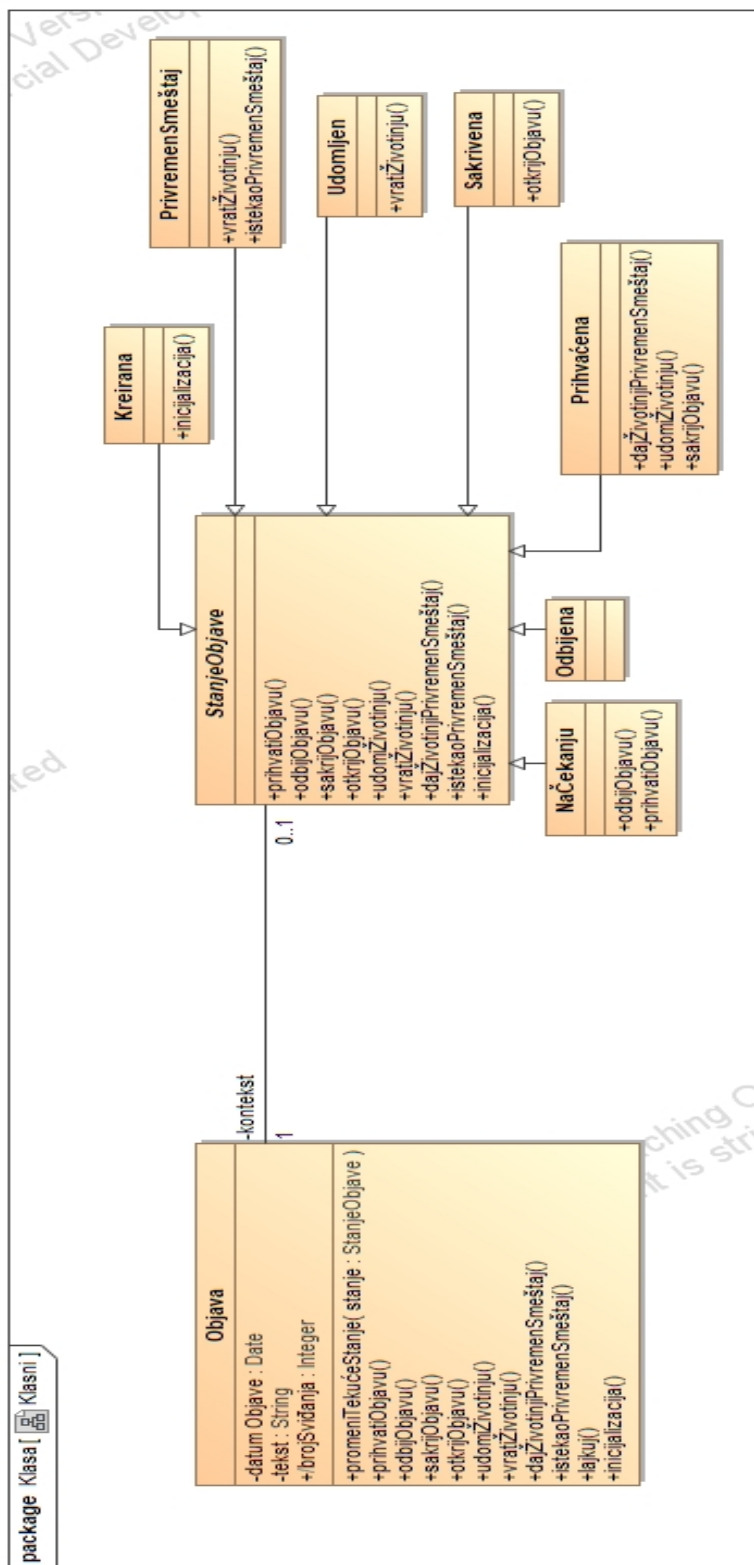 package Klasa [ Klasni ]
Objava
-datum Objave : Date
-tekst : String
+/brojSviđanja : Integer
+promeniTekućeStanje( stanje : StanjeObjave )
+prihvatiObjavu()
+odbijObjavu()
+sakrijObjavu()
+otkrijObjavu()
+udomiŽivotinju()
+vratiŽivotinju()
+dajŽivotinjiPrivremenSmeštaj()
+istekaoPrivremenSmeštaj()
+lajkuj()
+inicijalizacija()
-kontekst
1
0..1
StanjeObjave
+prihvatiObjavu()
+odbijObjavu()
+sakrijObjavu()
+otkrijObjavu()
+udomiŽivotinju()
+vratiŽivotinju()
+dajŽivotinjiPrivremenSmeštaj()
+istekaoPrivremenSmeštaj()
+inicijalizacija()
Kreirana
+inicijalizacija()
PrivremenSmeštaj
+vratiŽivotinju()
+istekaoPrivremenSmeštaj()
Udomljen
+vratiŽivotinju()
Sakrivena
+otkrijObjavu()
Prihvaćena
+dajŽivotinjiPrivremenSmeštaj()
+udomiŽivotinju()
+sakrijObjavu()
Odbijena
NaČekanju
+odbijObjavu()
+prihvatiObjavu()